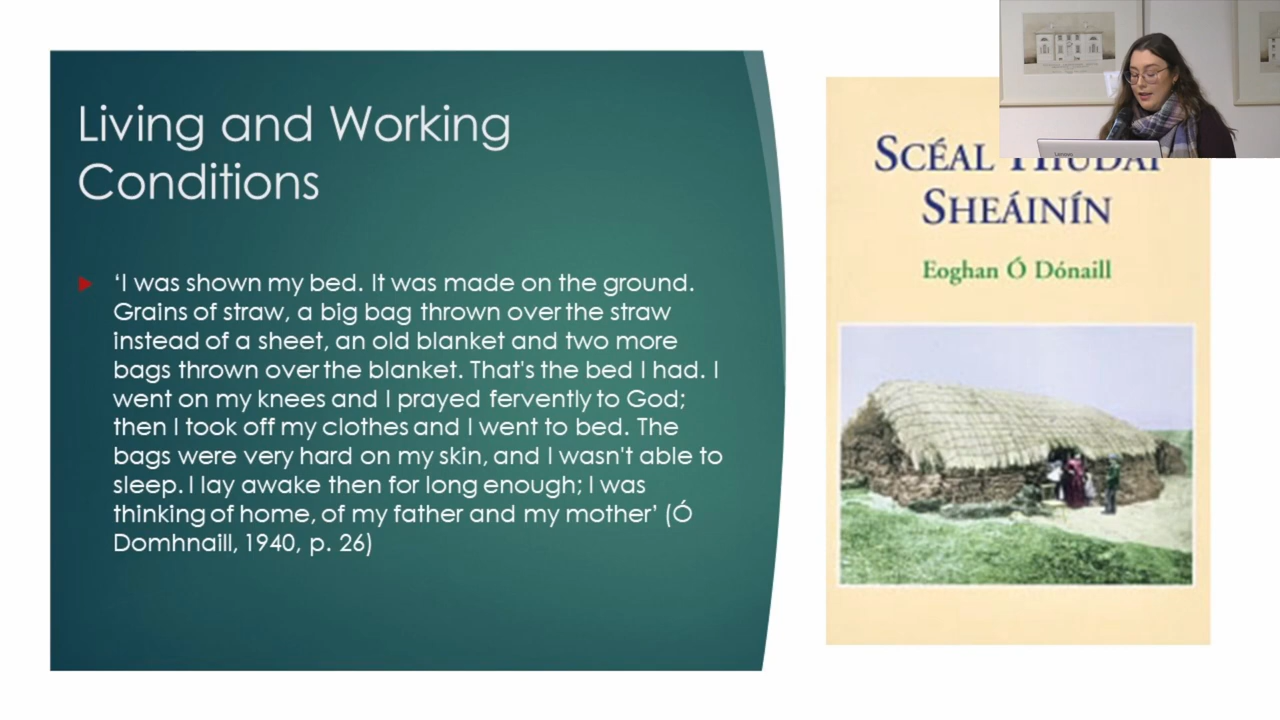 Living and Working
Conditions
‘I was shown my bed. It was made on the ground.
Grains of straw, a big bag thrown over the straw
instead of a sheet, an old blanket and two more
bags thrown over the blanket. That's the bed I had. I
went on my knees and I prayed fervently to God;
then I took off my clothes and I went to bed. The
bags were very hard on my skin, and I wasn't able to
sleep. I lay awake then for long enough; I was
thinking of home, of my father and my mother’ (Ó
Domhnaill, 1940, p. 26)
SCÉAL HIÚDAÍ
SHEÁINÍN
Eoghan Ó Dónaill
Lenovo